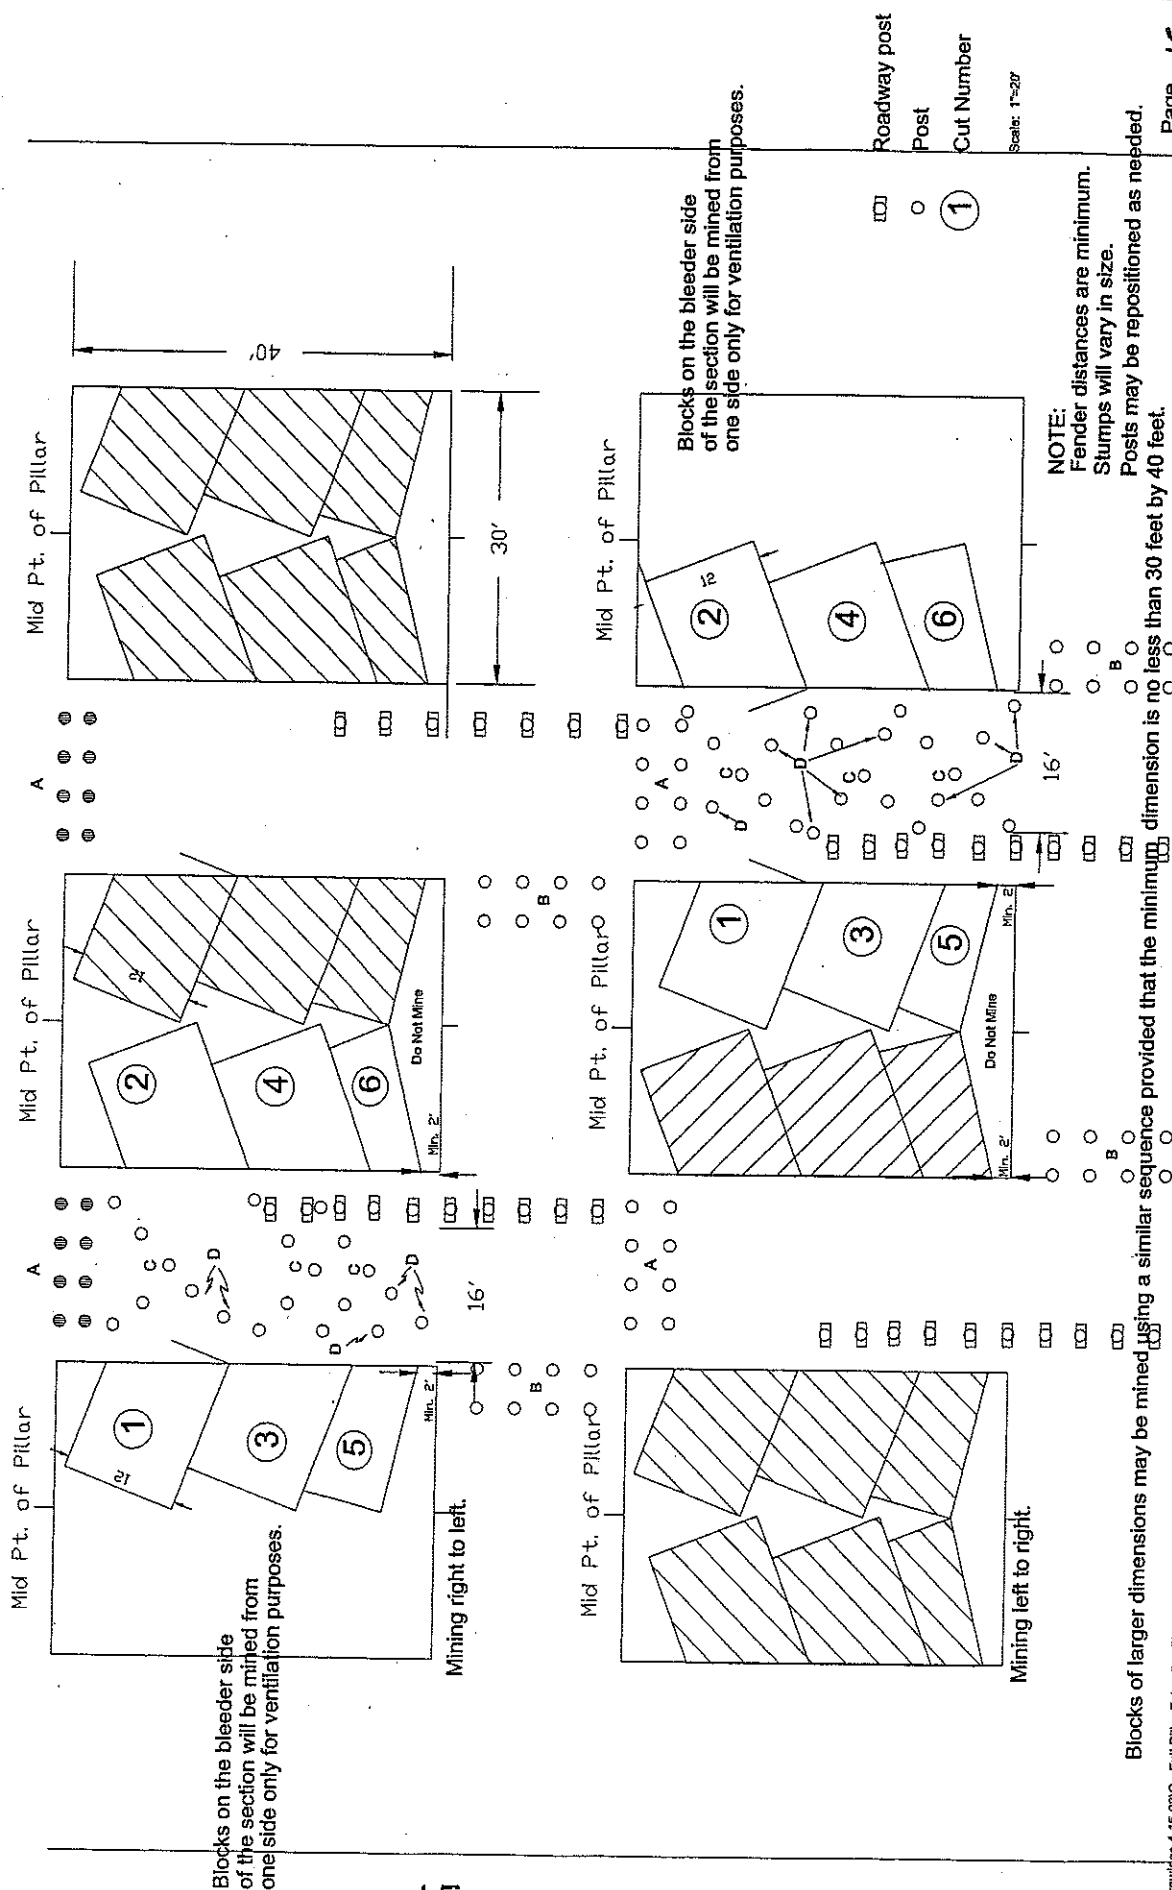 Mid Pt. of Pillar
Mid Pt. of Pillar
Mid Pt. of Pillar
Blocks on the bleeder side
of the section will be mined from
one side only for ventilation purposes.
1
12
3
5
Min. 2'
Mining right to left.
A
C
D
C
C
D
D
16'
B
2
4
6
12
Do Not Mine
Min. 2'
B
A
40'
30'
Mid Pt. of Pillar
Mid Pt. of Pillar
Mid Pt. of Pillar
Mining left to right.
A
Min. 2'
Do Not Mine
Min. 2'
1
3
5
B
A
C
D
D
C
C
D
16'
B
2
12
4
6
Blocks on the bleeder side
of the section will be mined from
one side only for ventilation purposes.
Roadway post
Post
1
Cut Number
Scale: 1"=20'
NOTE:
Fender distances are minimum.
Stumps will vary in size.
Posts may be repositioned as needed.
Blocks of larger dimensions may be mined using a similar sequence provided that the minimum dimension is no less than 30 feet by 40 feet.
Page